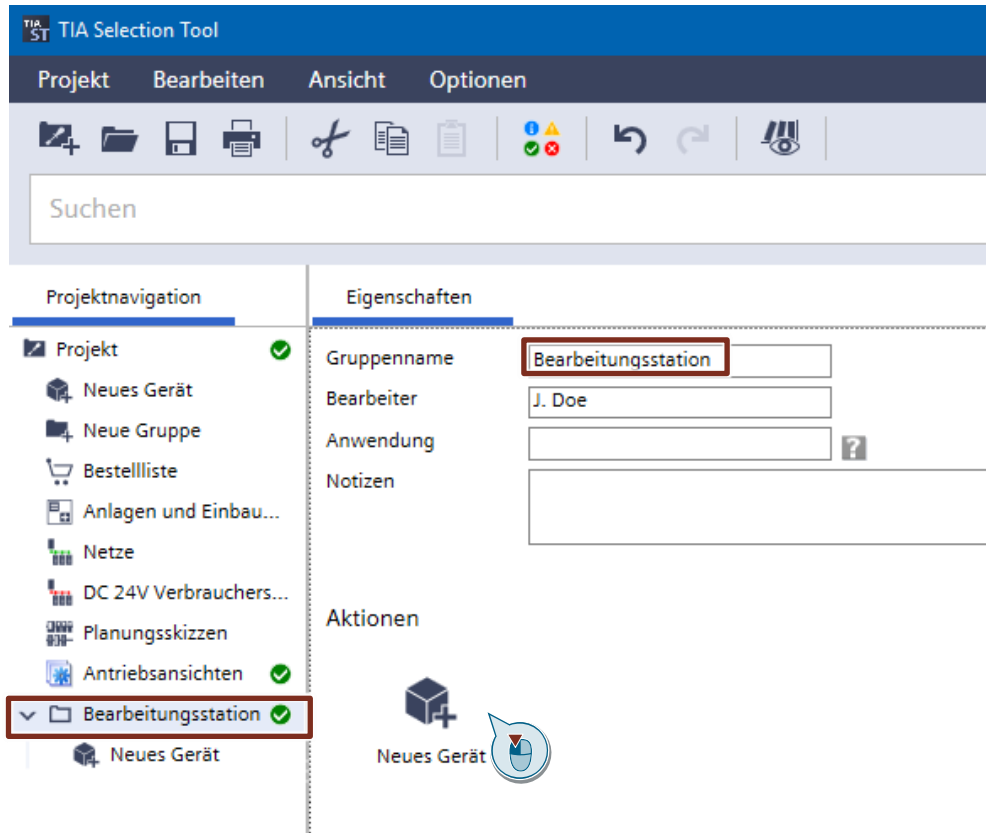 TIA ST TIA Selection Tool
Projekt Bearbeiten Ansicht Optionen
Suchen
Projektnavigation
Projekt
Neues Gerät
Neue Gruppe
Bestellliste
Anlagen und Einbau...
Netze
DC 24V Verbrauchers...
Planungsskizzen
Antriebsansichten
Bearbeitungsstation
Neues Gerät
Eigenschaften
Gruppenname Bearbeitungsstation
Bearbeiter J. Doe
Anwendung ?
Notizen
Aktionen
Neues Gerät